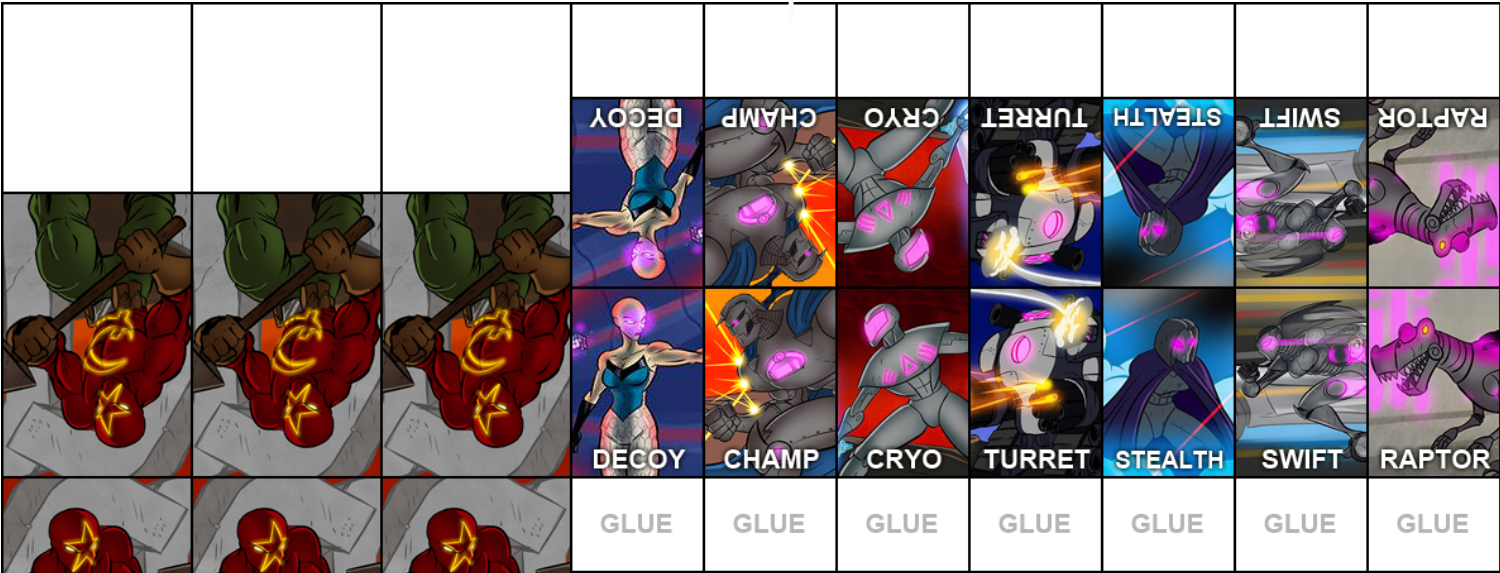 DECOY CHAMP CRYO TURRET STEALTH SWIFT RAPTOR
DECOY CHAMP CRYO TURRET STEALTH SWIFT RAPTOR
GLUE GLUE GLUE GLUE GLUE GLUE GLUE